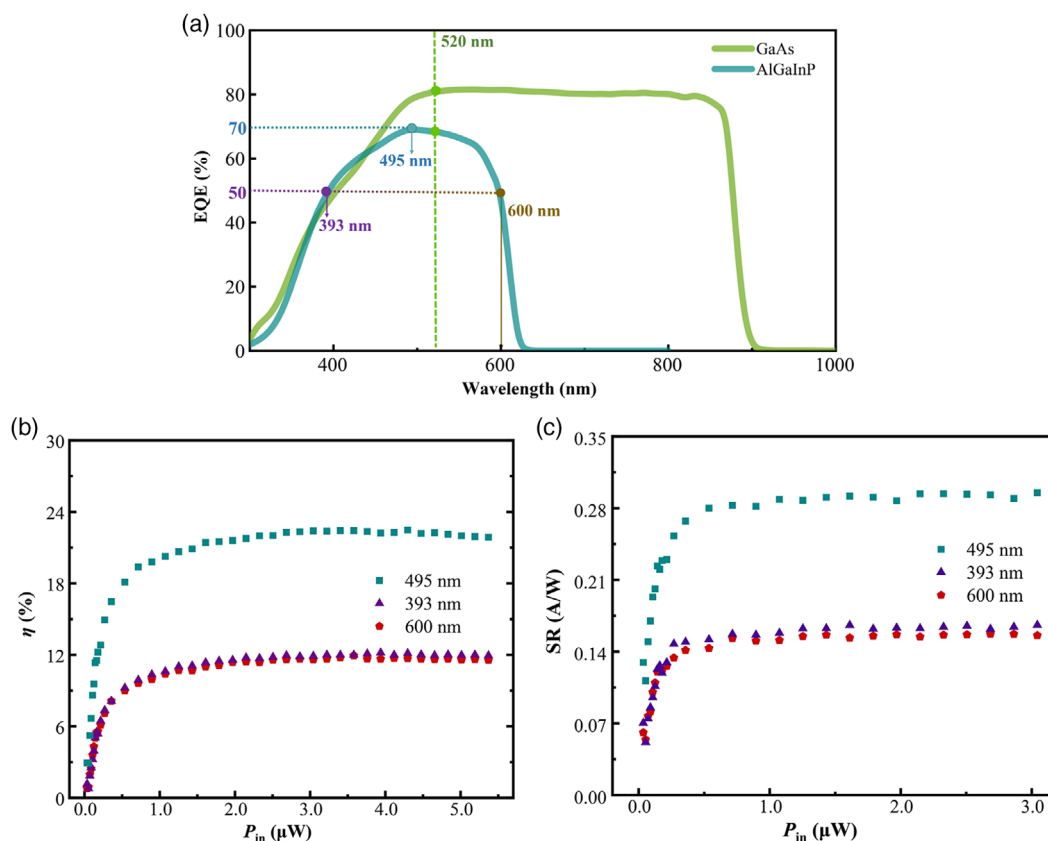 (a)
100
80
70
60
50
40
20
0
EQE (%)
520 nm
495 nm
393 nm
600 nm
GaAs
AlGaInP
400
600
800
1000
Wavelength (nm)
(b)
30
24
18
12
6
0
η (%)
495 nm
393 nm
600 nm
0.0
1.0
2.0
3.0
4.0
5.0
Pin (μW)
(c)
0.35
0.28
0.21
0.14
0.07
0.00
SR (A/W)
495 nm
393 nm
600 nm
0.0
1.0
2.0
3.0
Pin (μW)